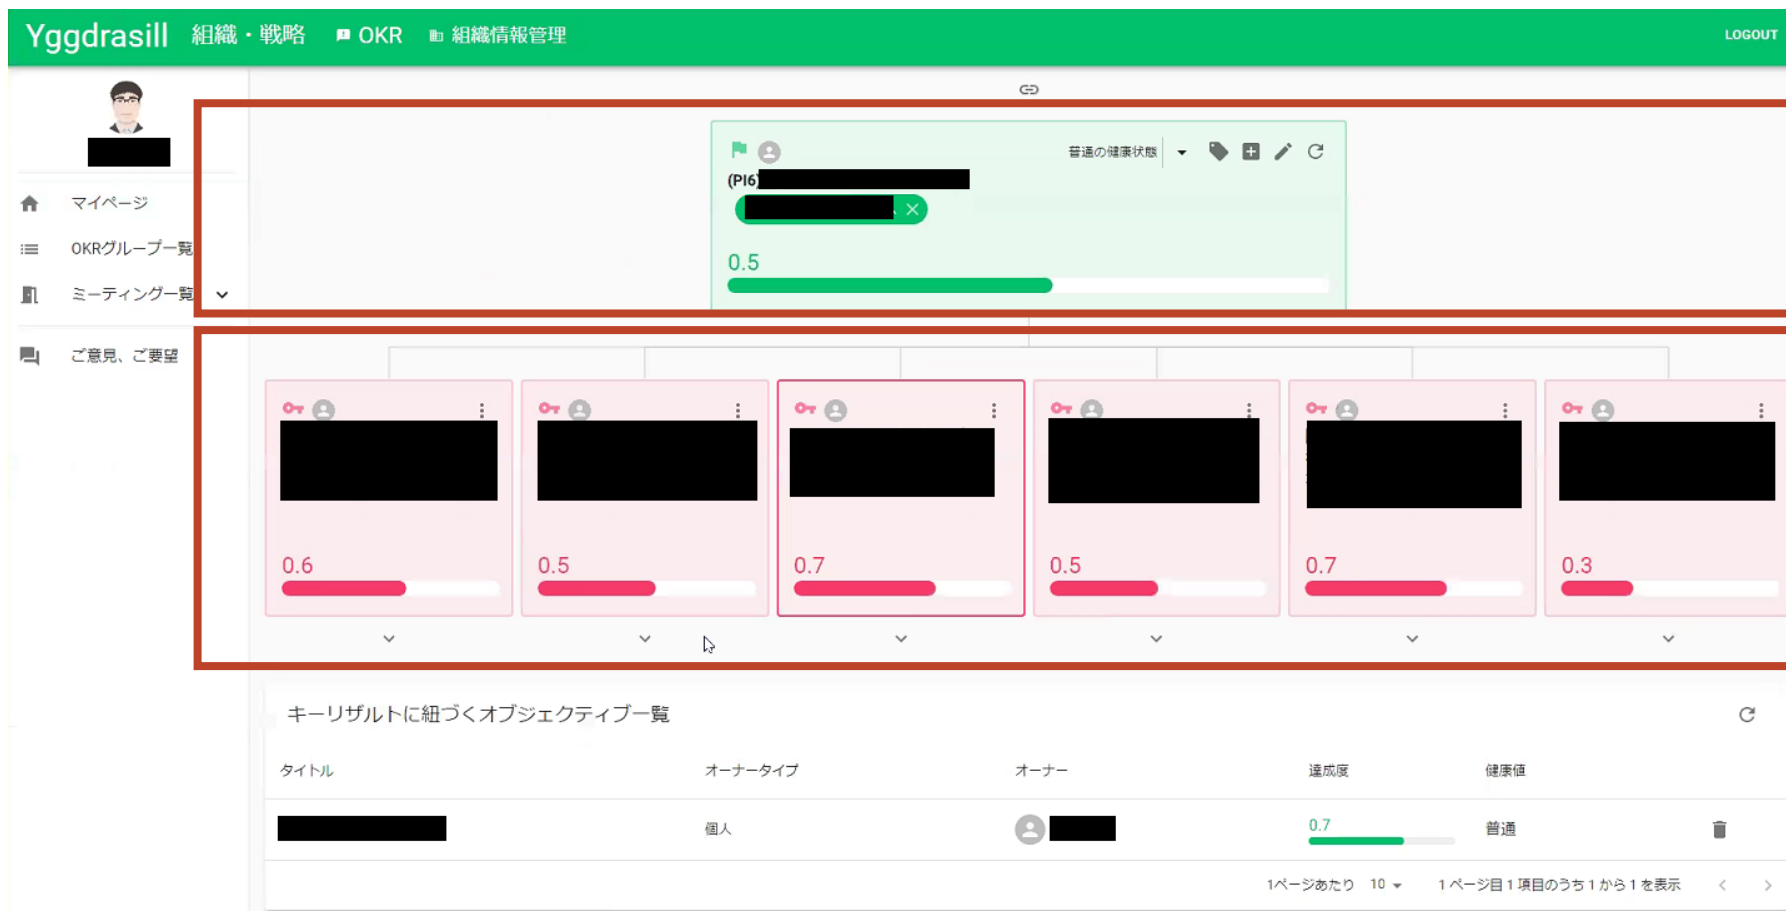 Yggdrasill 組織・戦略 OKR 組織情報管理 LOGOUT
マイページ
OKRグループ一覧
ミーティング一覧
ご意見、ご要望
普通の健康状態
(PI6)
0.5
0.6 0.5 0.7 0.5 0.7 0.3
キーリザルトに紐づくオブジェクティブ一覧
タイトル オーナータイプ オーナー 達成度 健康値
個人 0.7 普通
1ページあたり 10 1 ページ目 1 項目のうち 1 から 1 を表示